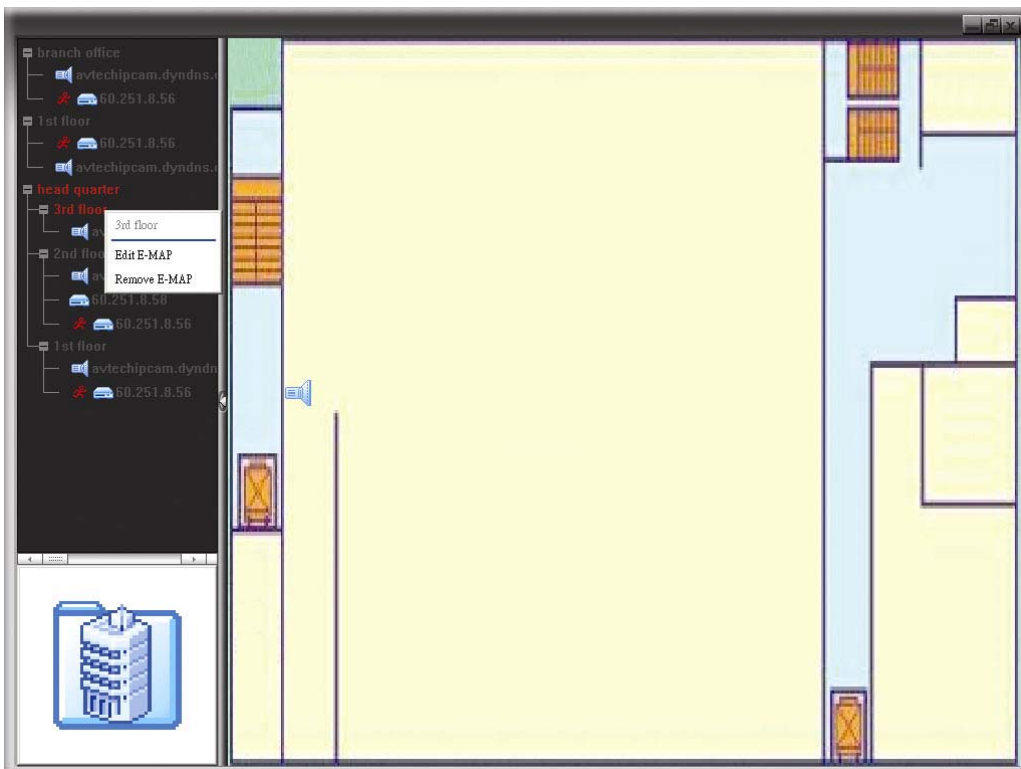 branch office
avtechipcam.dyndns.
60.251.8.56
1st floor
60.251.8.56
avtechipcam.dyndns.
head quarter
3rd floor
av
3rd floor
Edit E-MAP
Remove E-MAP
2nd floo
av
60.251.8.58
60.251.8.56
1st floor
avtechipcam.dyndn
60.251.8.56